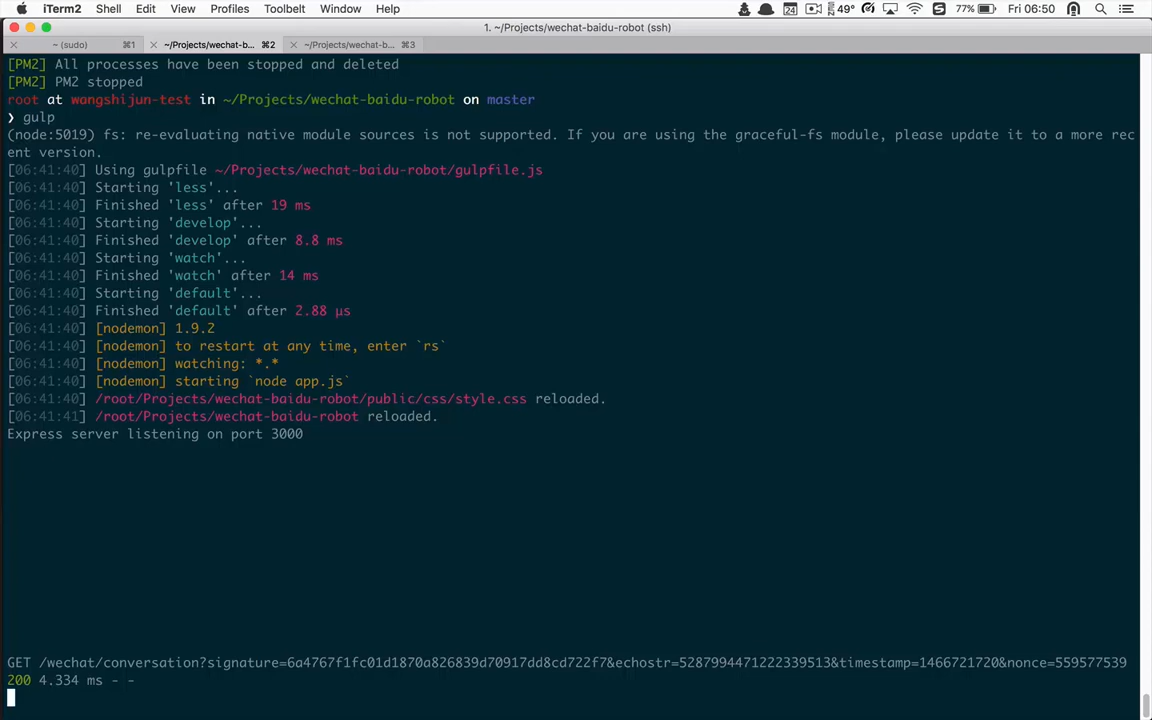 iTerm2 Shell Edit View Profiles Toolbelt Window Help 24 49° 77% Fri 06:50
1. ~/Projects/wechat-baidu-robot (ssh)
~ (sudo) ⌘1 ~/Projects/wechat-b... ⌘2 ~/Projects/wechat-b... ⌘3
[PM2] All processes have been stopped and deleted
[PM2] PM2 stopped
root at wangshijun-test in ~/Projects/wechat-baidu-robot on master
❯ gulp
(node:5019) fs: re-evaluating native module sources is not supported. If you are using the graceful-fs module, please update it to a more rec
ent version.
[06:41:40] Using gulpfile ~/Projects/wechat-baidu-robot/gulpfile.js
[06:41:40] Starting 'less'...
[06:41:40] Finished 'less' after 19 ms
[06:41:40] Starting 'develop'...
[06:41:40] Finished 'develop' after 8.8 ms
[06:41:40] Starting 'watch'...
[06:41:40] Finished 'watch' after 14 ms
[06:41:40] Starting 'default'...
[06:41:40] Finished 'default' after 2.88 μs
[06:41:40] [nodemon] 1.9.2
[06:41:40] [nodemon] to restart at any time, enter `rs`
[06:41:40] [nodemon] watching: *.*
[06:41:40] [nodemon] starting `node app.js`
[06:41:40] /root/Projects/wechat-baidu-robot/public/css/style.css reloaded.
[06:41:41] /root/Projects/wechat-baidu-robot reloaded.
Express server listening on port 3000
GET /wechat/conversation?signature=6a4767f1fc01d1870a826839d70917dd8cd722f7&echostr=5287994471222339513&timestamp=1466721720&nonce=559577539
200 4.334 ms - -